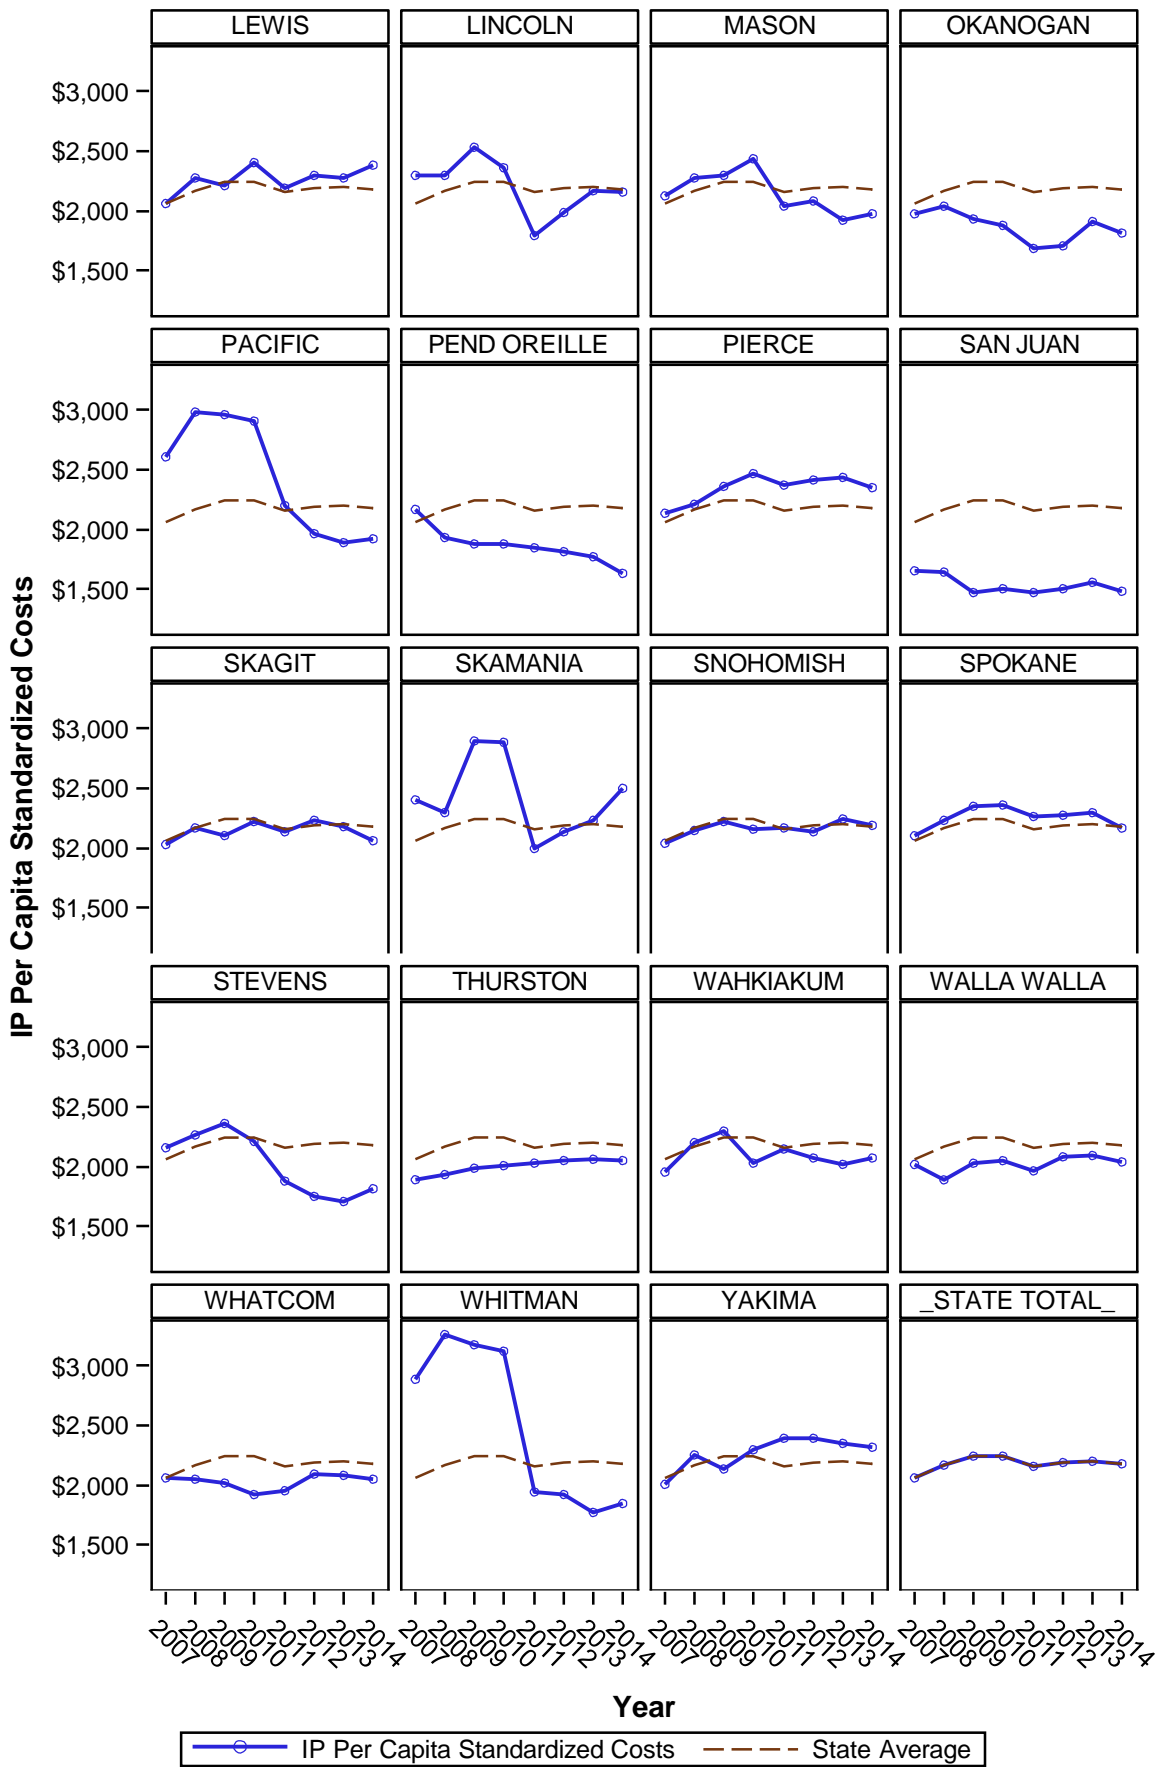 LEWIS LINCOLN MASON OKANOGAN
$3,000
$2,500
$2,000
$1,500
PACIFIC PEND OREILLE PIERCE SAN JUAN
$3,000
$2,500
$2,000
$1,500
SKAGIT SKAMANIA SNOHOMISH SPOKANE
$3,000
$2,500
$2,000
$1,500
STEVENS THURSTON WAHKIAKUM WALLA WALLA
$3,000
$2,500
$2,000
$1,500
WHATCOM WHITMAN YAKIMA _STATE TOTAL_
$3,000
$2,500
$2,000
$1,500
IP Per Capita Standardized Costs
2007 2008 2009 2010 2011 2012 2013 2014 2007 2008 2009 2010 2011 2012 2013 2014 2007 2008 2009 2010 2011 2012 2013 2014 2007 2008 2009 2010 2011 2012 2013 2014
Year
IP Per Capita Standardized Costs State Average